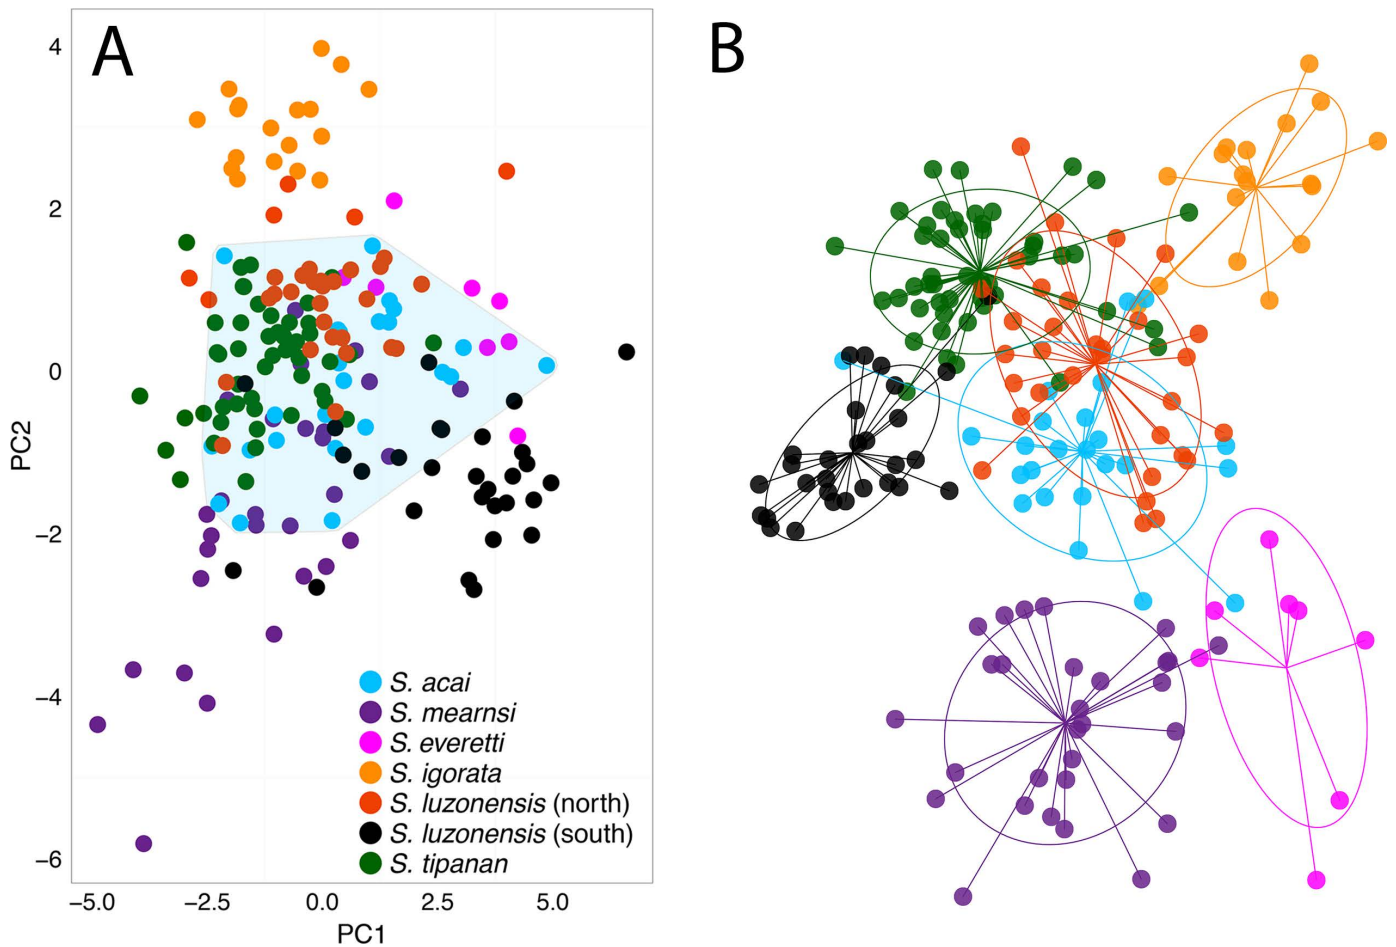 A
B
4
2
0
−2
−4
−6
PC2
−5.0
−2.5
0.0
2.5
5.0
PC1
S. acai
S. mearnsi
S. everetti
S. igorata
S. luzonensis (north)
S. luzonensis (south)
S. tipanan